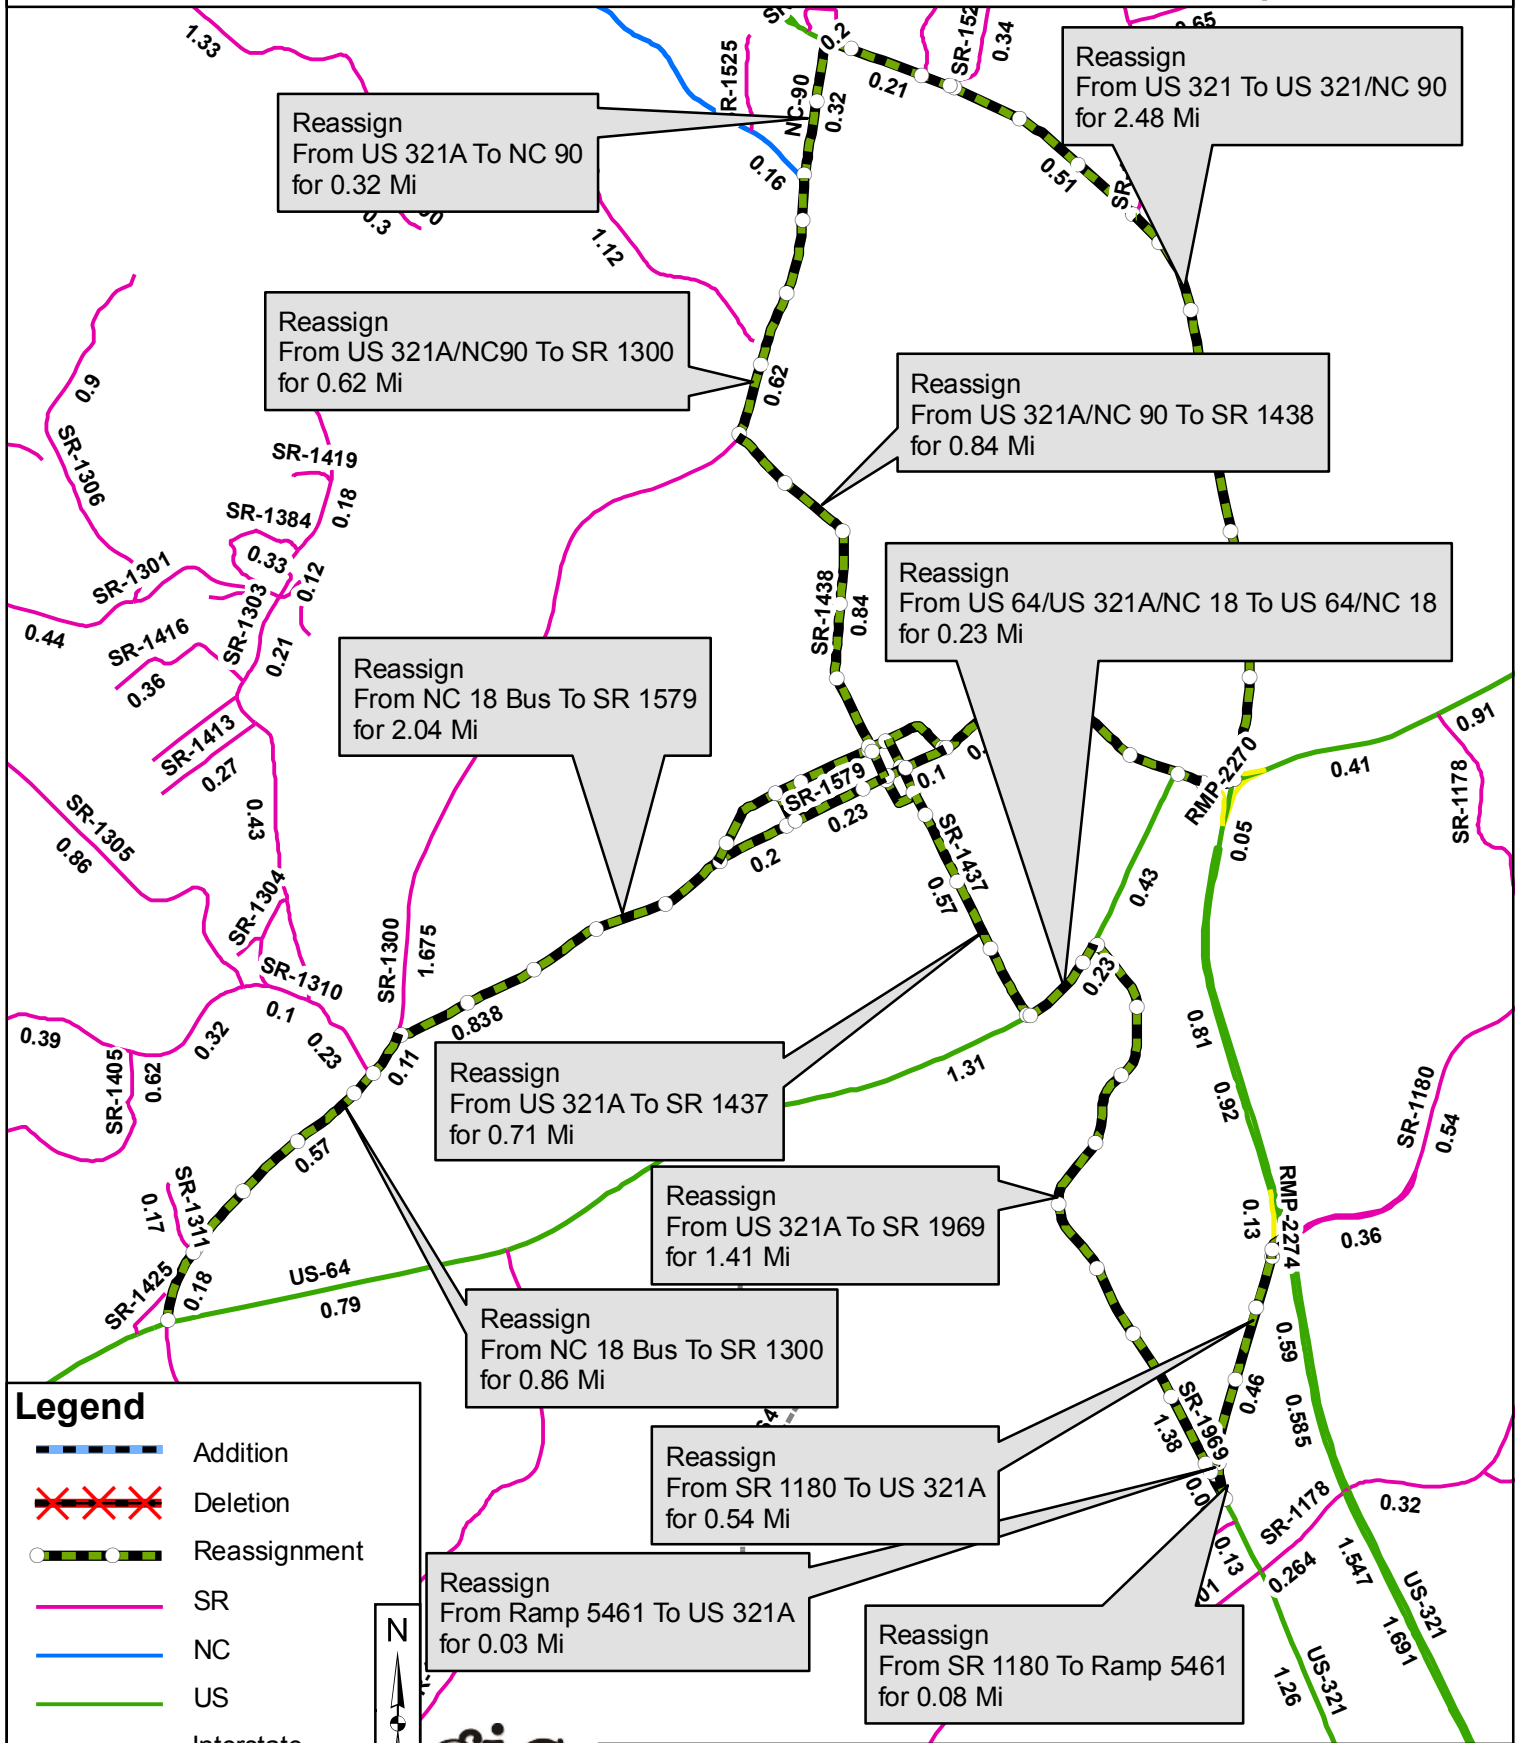 1.33
0.2
0.65
SR-152
0.34
0.21
R-1525
NC-90
0.32
Reassign
From US 321 To US 321/NC 90
for 2.48 Mi
Reassign
From US 321A To NC 90
for 0.32 Mi
0.16
0.51
SR-
0.3
1.12
Reassign
From US 321A/NC90 To SR 1300
for 0.62 Mi
0.62
Reassign
From US 321A/NC 90 To SR 1438
for 0.84 Mi
0.9
SR-1306
SR-1419
0.18
SR-1384
0.33
0.12
SR-1301
SR-1303
0.44
SR-1416
0.36
0.21
SR-1413
0.27
SR-1438
0.84
Reassign
From US 64/US 321A/NC 18 To US 64/NC 18
for 0.23 Mi
Reassign
From NC 18 Bus To SR 1579
for 2.04 Mi
0.91
RMP-2270
0.41
SR-1178
SR-1579
0.1
0.23
0.2
0.05
SR-1305
0.86
0.43
SR-1437
0.57
0.43
SR-1304
SR-1300
1.675
SR-1310
0.1
0.23
0.23
0.39
0.32
0.11
0.838
SR-1405
0.62
1.31
0.81
0.92
SR-1180
0.54
Reassign
From US 321A To SR 1437
for 0.71 Mi
0.57
SR-1311
0.17
Reassign
From US 321A To SR 1969
for 1.41 Mi
RMP-2274
0.13
0.36
SR-1425
0.18
US-64
0.79
Reassign
From NC 18 Bus To SR 1300
for 0.86 Mi
0.59
0.46
0.585
SR-1969
1.38
Reassign
From SR 1180 To US 321A
for 0.54 Mi
0.0
SR-1178
0.32
0.13
0.264
01
1.547
US-321
1.691
Reassign
From Ramp 5461 To US 321A
for 0.03 Mi
Reassign
From SR 1180 To Ramp 5461
for 0.08 Mi
US-321
1.26
Legend
Addition
Deletion
Reassignment
SR
NC
US
Interstate
N